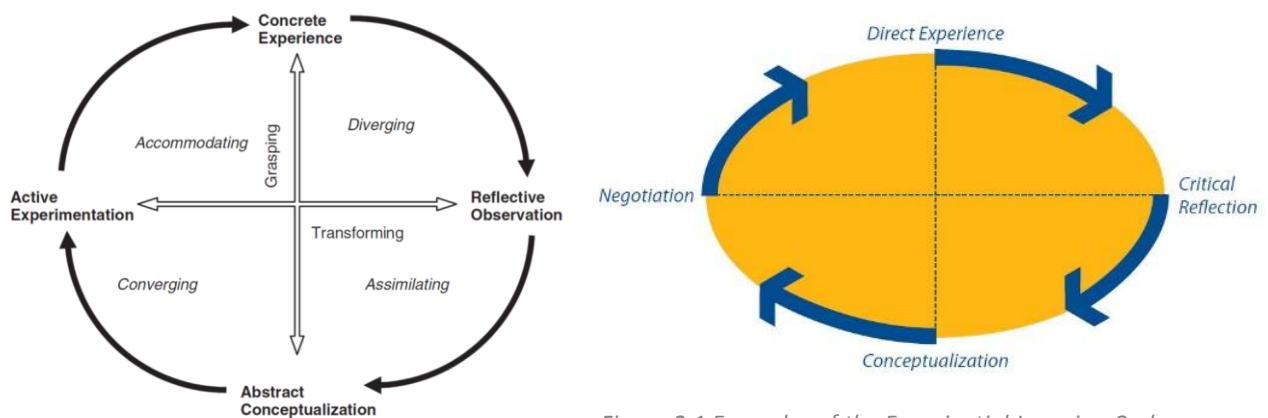 Concrete
Experience
Accommodating
Grasping
Diverging
Active
Experimentation
Reflective
Observation
Transforming
Converging
Assimilating
Abstract
Conceptualization
Direct Experience
Negotiation
Critical
Reflection
Conceptualization